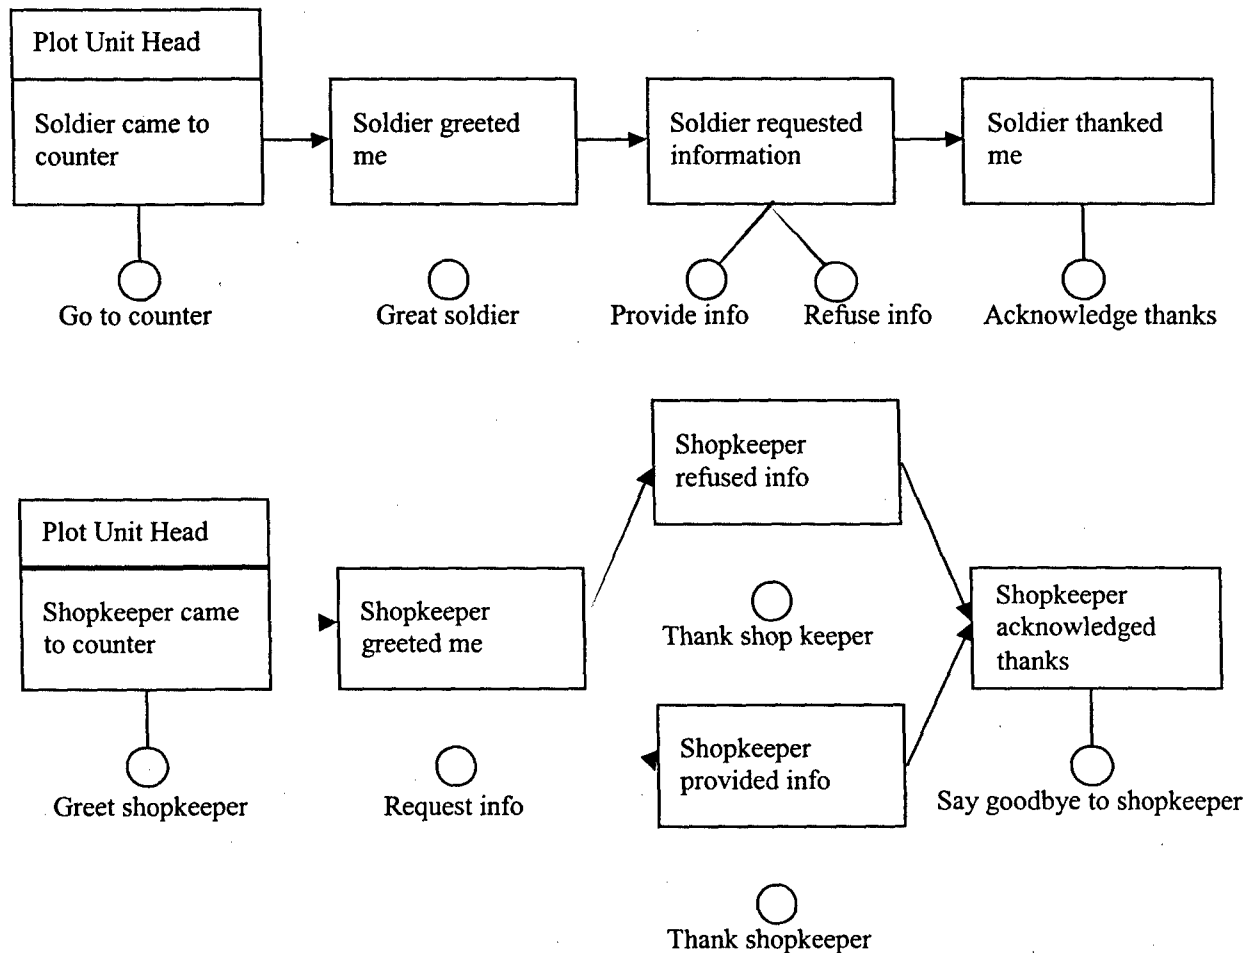 Plot Unit Head
Soldier came to
counter
Soldier greeted
me
Soldier requested
information
Soldier thanked
me
Go to counter
Great soldier
Provide info
Refuse info
Acknowledge thanks
Shopkeeper
refused info
Thank shop keeper
Plot Unit Head
Shopkeeper came
to counter
Shopkeeper
greeted me
Shopkeeper
acknowledged
thanks
Shopkeeper
provided info
Greet shopkeeper
Request info
Say goodbye to shopkeeper
Thank shopkeeper